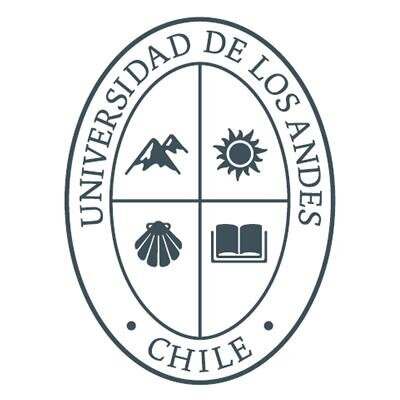 UNIVERSIDAD DE LOS ANDES
• CHILE •